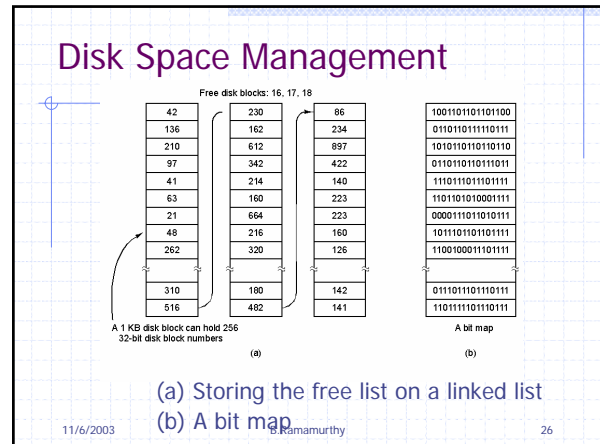 Disk Space Management
Free disk blocks: 16, 17, 18
42 230 86 1001101101101100
136 162 234 0110110111110111
210 612 897 1010110110110110
97 342 422 0110110110111011
41 214 140 1110111011101111
63 160 223 1101101010001111
21 664 223 0000111011010111
48 216 160 1011101101101111
262 320 126 1100100011101111
310 180 142 0111011101110111
516 482 141 1101111101110111
A 1 KB disk block can hold 256
32-bit disk block numbers
A bit map
(a) (b)
(a) Storing the free list on a linked list
(b) A bit map
11/6/2003 B.Ramamurthy 26